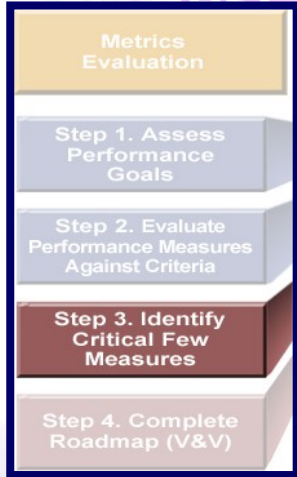 Metrics
Evaluation
Step 1. Assess
Performance
Goals
Step 2. Evaluate
Performance Measures
Against Criteria
Step 3. Identify
Critical Few
Measures
Step 4. Complete
Roadmap (V&V)